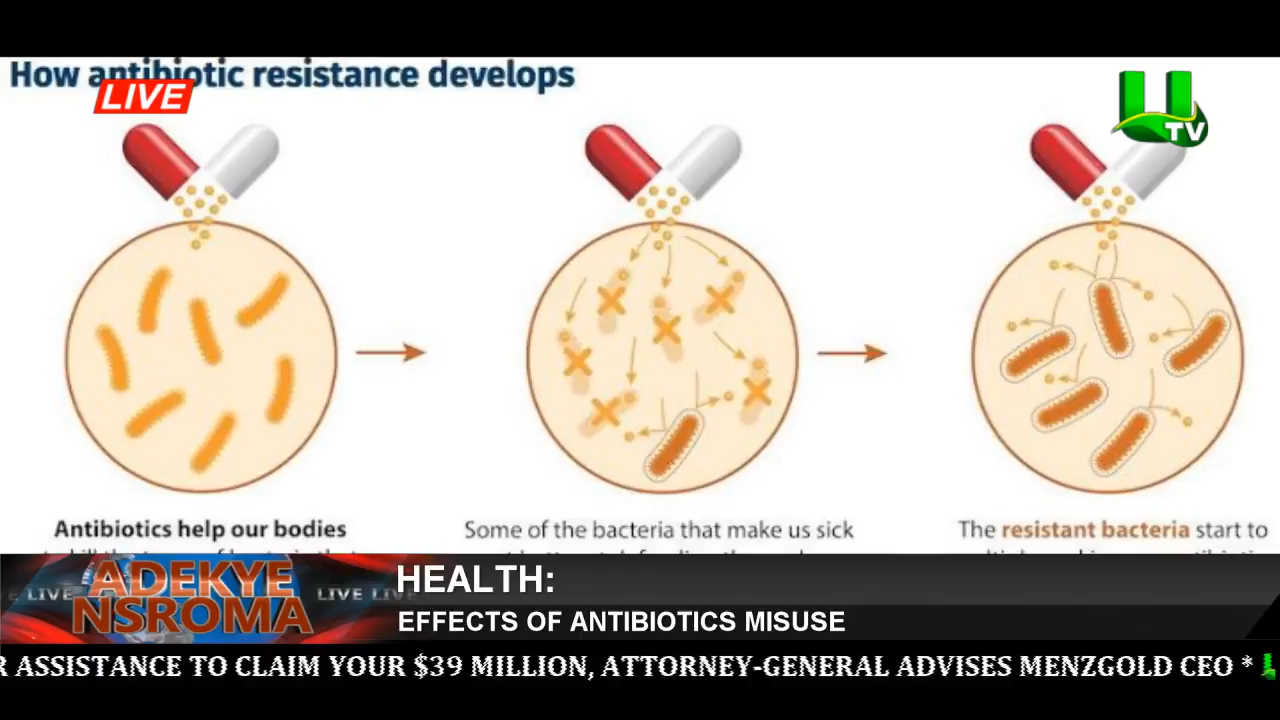 How antibiotic resistance develops
LIVE
U TV
Antibiotics help our bodies
Some of the bacteria that make us sick
The resistant bacteria start to
ADEKYE
NSROMA
LIVE
LIVE
HEALTH:
EFFECTS OF ANTIBIOTICS MISUSE
R ASSISTANCE TO CLAIM YOUR $39 MILLION, ATTORNEY-GENERAL ADVISES MENZGOLD CEO *